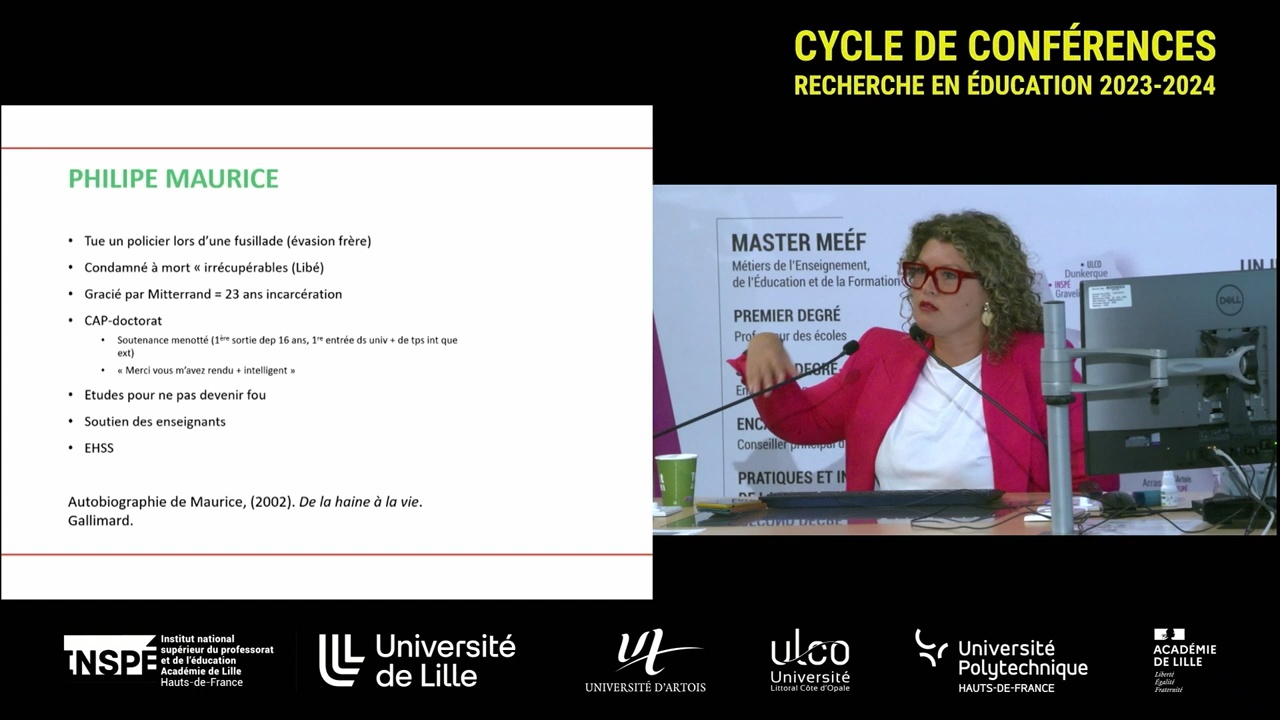 CYCLE DE CONFÉRENCES
RECHERCHE EN ÉDUCATION 2023-2024
PHILIPE MAURICE
• Tue un policier lors d'une fusillade (évasion frère)
• Condamné à mort « irrécupérables (Libé)
• Gracié par Mitterrand = 23 ans incarcération
• CAP-doctorat
• Soutenance menotté (1ère sortie dep 16 ans, 1re entrée ds univ + de tps int que
ext)
• « Merci vous m'avez rendu + intelligent »
• Etudes pour ne pas devenir fou
• Soutien des enseignants
• EHSS
Autobiographie de Maurice, (2002). De la haine à la vie.
Gallimard.
MASTER MEÉF
Métiers de l'Enseignement,
de l'Éducation et de la Formation
PREMIER DEGRÉ
Professeur des écoles
DEGRÉ
Conseiller principal
PRATIQUES ET
SECOND DEGRÉ
• ULCO
Dunkerque
• INSPÉ
DELL
INSPÉ
Institut national
supérieur du professorat
et de l'éducation
Académie de Lille
Hauts-de-France
Université
de Lille
UA
UNIVERSITÉ D'ARTOIS
ulco
Université
Littoral Côte d'Opale
Université
Polytechnique
HAUTS-DE-FRANCE
ACADÉMIE
DE LILLE
Liberté
Égalité
Fraternité